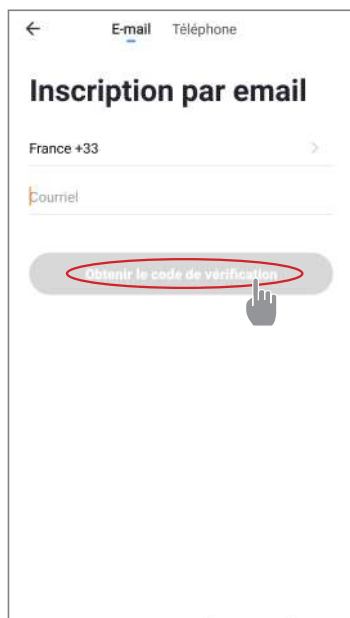 E-mail Téléphone
Inscription par email
France +33
Courriel
Obtenir le code de vérification